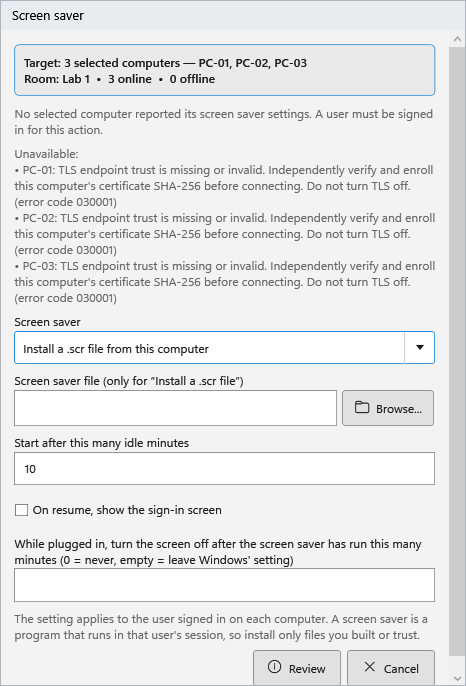 Screen saver
Target: 3 selected computers — PC-01, PC-02, PC-03
Room: Lab 1 • 3 online • 0 offline
No selected computer reported its screen saver settings. A user must be signed
in for this action.
Unavailable:
• PC-01: TLS endpoint trust is missing or invalid. Independently verify and enroll
this computer's certificate SHA-256 before connecting. Do not turn TLS off.
(error code 030001)
• PC-02: TLS endpoint trust is missing or invalid. Independently verify and enroll
this computer's certificate SHA-256 before connecting. Do not turn TLS off.
(error code 030001)
• PC-03: TLS endpoint trust is missing or invalid. Independently verify and enroll
this computer's certificate SHA-256 before connecting. Do not turn TLS off.
(error code 030001)
Screen saver
Install a .scr file from this computer
Screen saver file (only for “Install a .scr file”)
Browse...
Start after this many idle minutes
10
On resume, show the sign-in screen
While plugged in, turn the screen off after the screen saver has run this many
minutes (0 = never, empty = leave Windows' setting)
The setting applies to the user signed in on each computer. A screen saver is a
program that runs in that user's session, so install only files you built or trust.
Review
Cancel